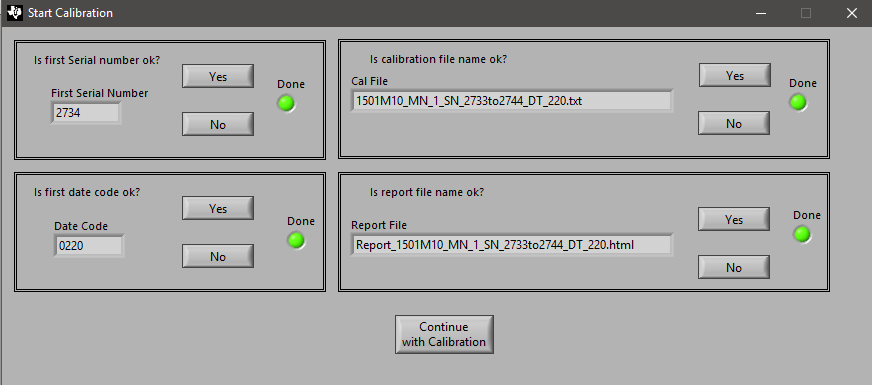 Start Calibration
Is first Serial number ok?
First Serial Number
2734
Yes
No
Done
Is calibration file name ok?
Cal File
1501M10_MN_1_SN_2733to2744_DT_220.txt
Yes
No
Done
Is first date code ok?
Date Code
0220
Yes
No
Done
Is report file name ok?
Report File
Report_1501M10_MN_1_SN_2733to2744_DT_220.html
Yes
No
Done
Continue
with Calibration